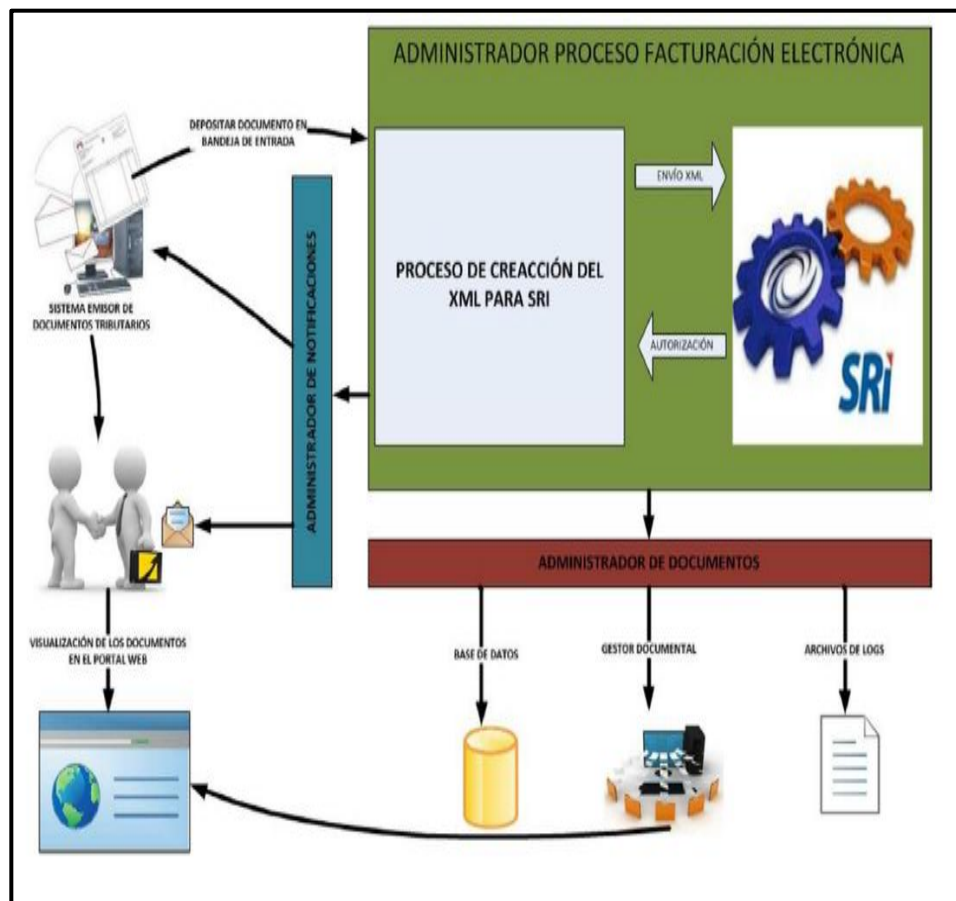 ADMINISTRADOR PROCESO FACTURACIÓN ELECTRÓNICA
DEPOSITAR DOCUMENTO EN
BANDEJA DE ENTRADA
ENVÍO XML
PROCESO DE CREACCIÓN DEL
XML PARA SRI
AUTORIZACIÓN
SRi
SISTEMA EMISOR DE
DOCUMENTOS TRIBUTARIOS
ADMINISTRADOR DE NOTIFICACIONES
ADMINISTRADOR DE DOCUMENTOS
VISUALIZACIÓN DE LOS DOCUMENTOS
EN EL PORTAL WEB
BASE DE DATOS
GESTOR DOCUMENTAL
ARCHIVOS DE LOGS